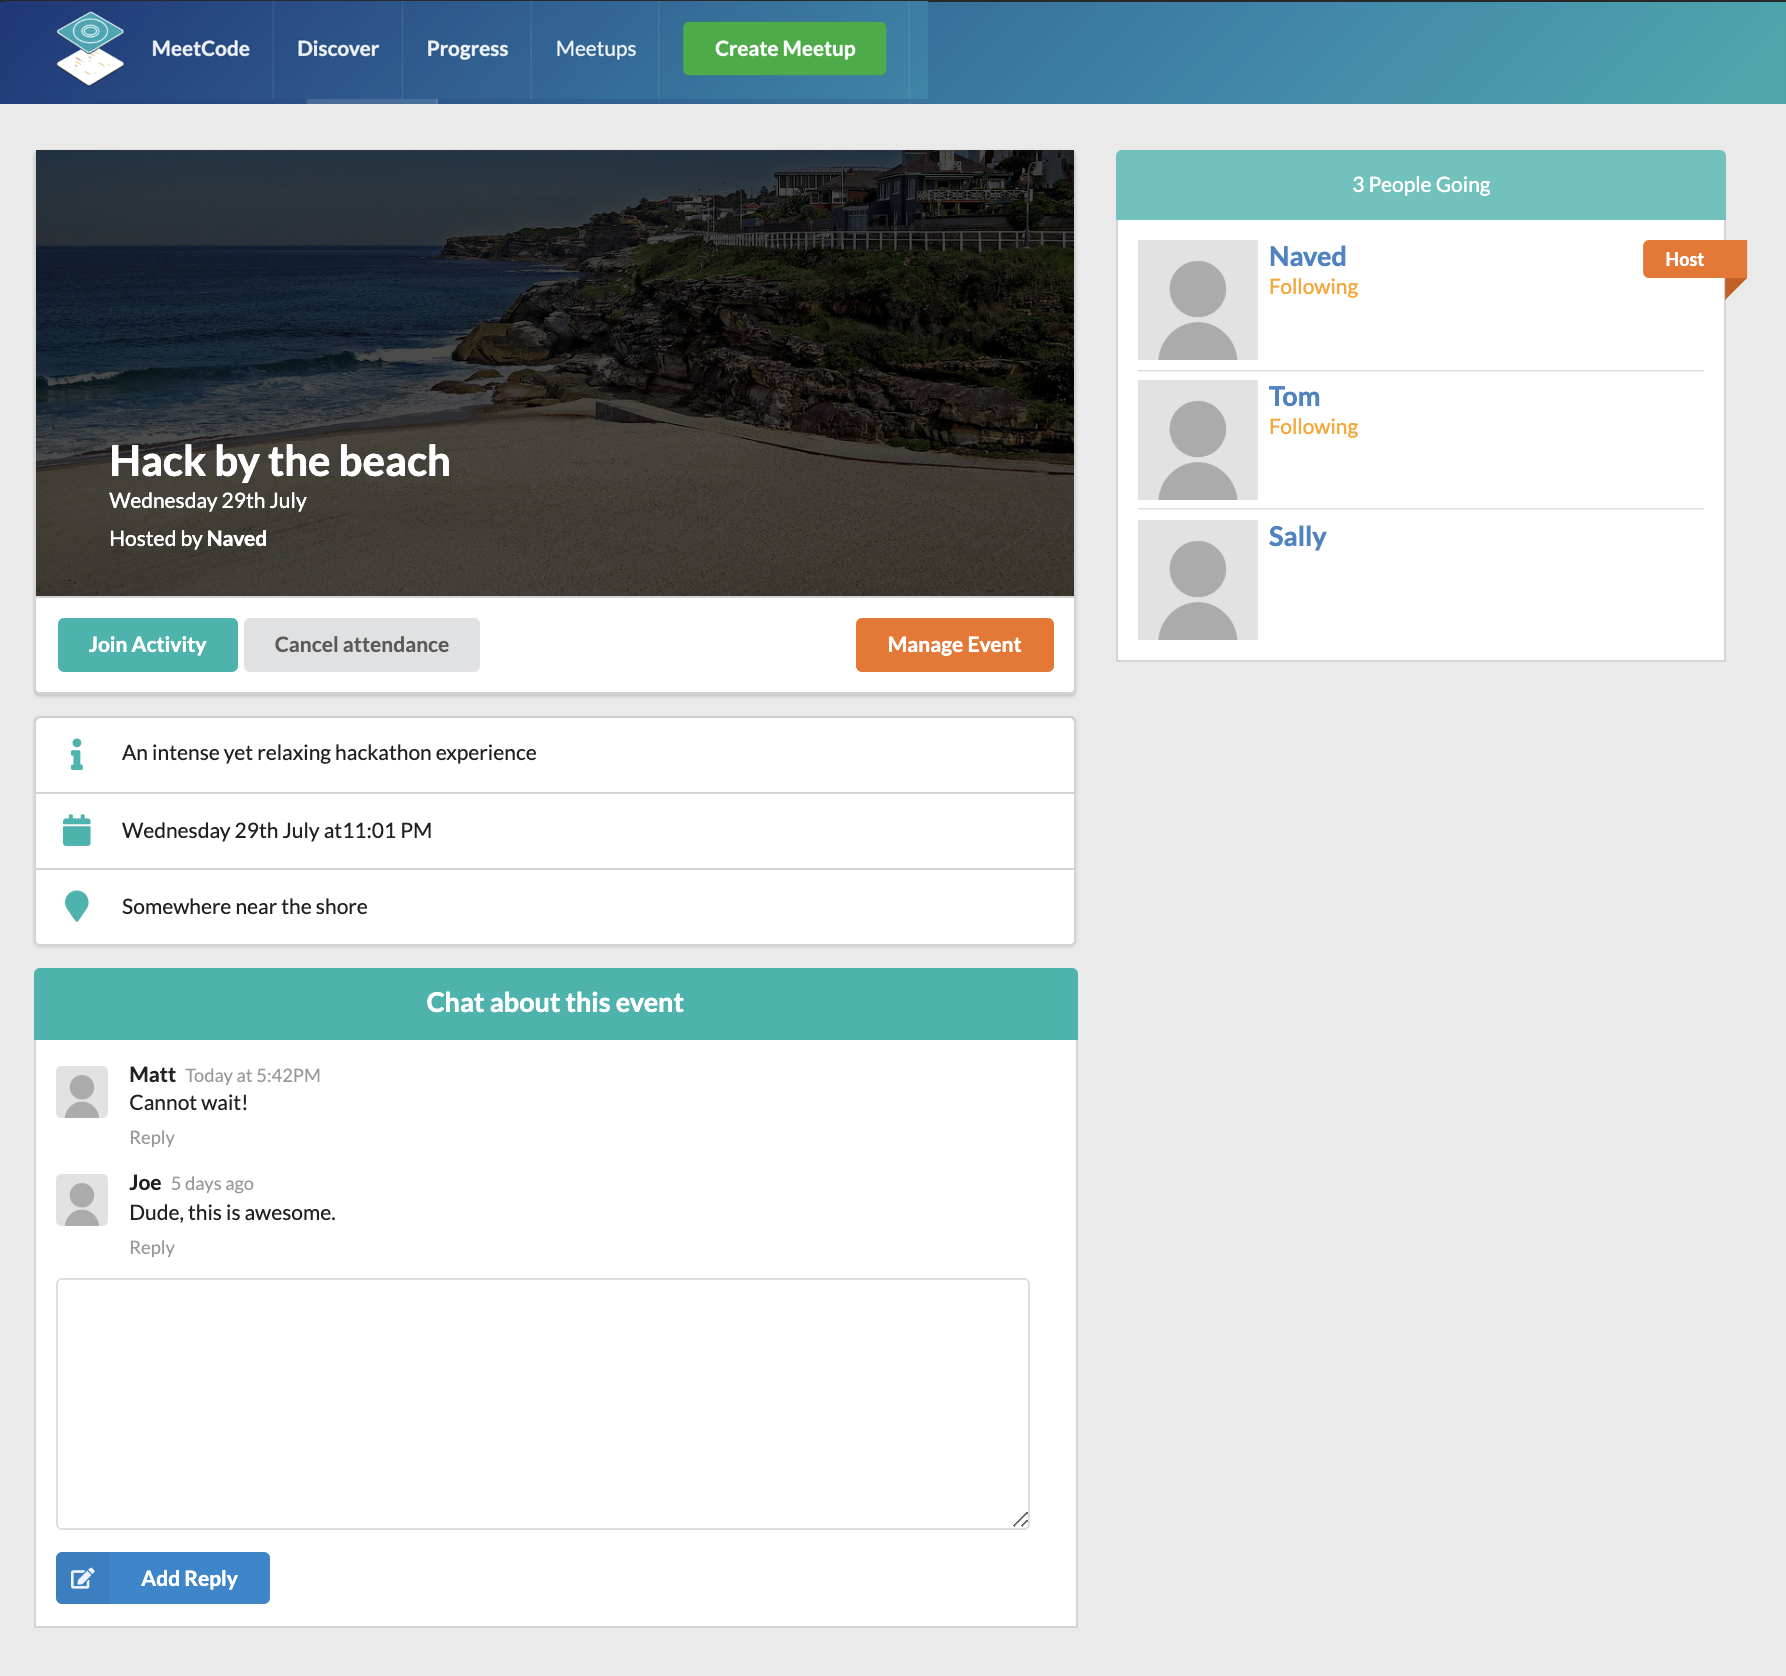 MeetCode
Discover
Progress
Meetups
Create Meetup
Hack by the beach
Wednesday 29th July
Hosted by Naved
Join Activity
Cancel attendance
Manage Event
An intense yet relaxing hackathon experience
Wednesday 29th July at11:01 PM
Somewhere near the shore
Chat about this event
Matt Today at 5:42PM
Cannot wait!
Reply
Joe 5 days ago
Dude, this is awesome.
Reply
Add Reply
3 People Going
Naved
Host
Following
Tom
Following
Sally